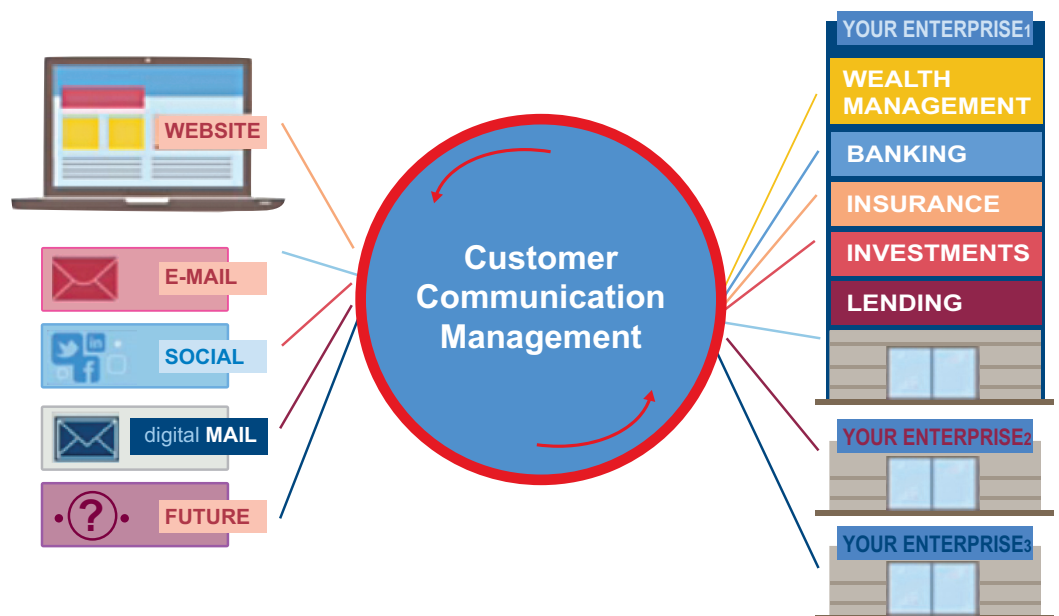 WEBSITE
E-MAIL
SOCIAL
in
f
digital MAIL
?
FUTURE
Customer
Communication
Management
YOUR ENTERPRISE1
WEALTH
MANAGEMENT
BANKING
INSURANCE
INVESTMENTS
LENDING
YOUR ENTERPRISE2
YOUR ENTERPRISE3